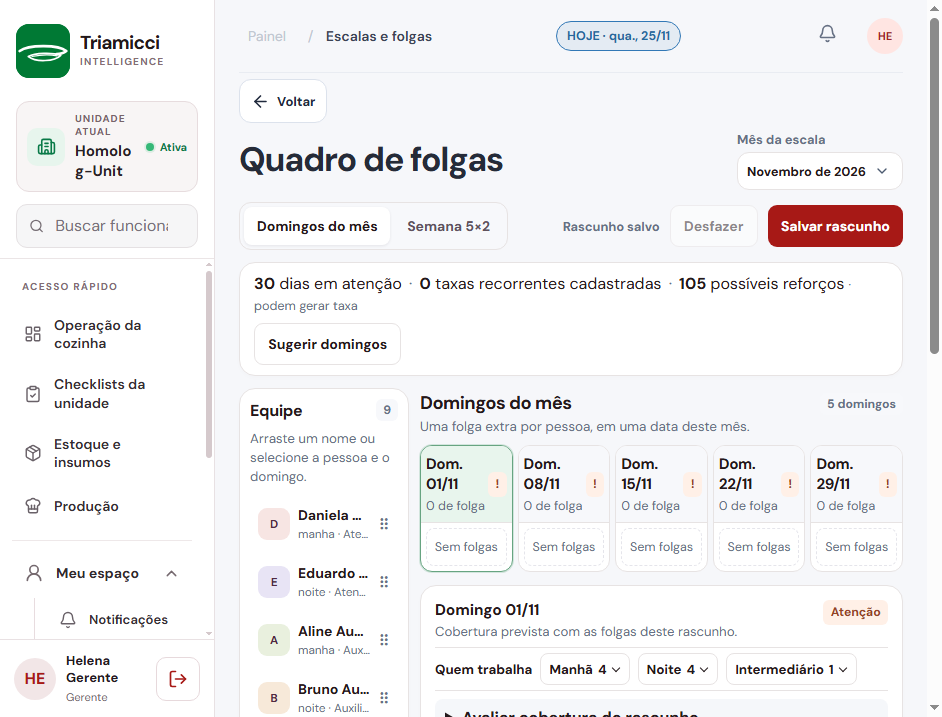 Triamicci
INTELLIGENCE
UNIDADE
ATUAL
Homolo
g-Unit
Ativa
Buscar funcion
ACESSO RÁPIDO
Operação da
cozinha
Checklists da
unidade
Estoque e
insumos
Produção
Meu espaço
Notificações
HE
Helena
Gerente
Gerente
Painel / Escalas e folgas
HOJE · qua., 25/11
HE
Voltar
Quadro de folgas
Mês da escala
Novembro de 2026
Domingos do mês Semana 5×2
Rascunho salvo Desfazer Salvar rascunho
30 dias em atenção · 0 taxas recorrentes cadastradas · 105 possíveis reforços ·
podem gerar taxa
Sugerir domingos
Equipe 9
Arraste um nome ou
selecione a pessoa e o
domingo.
D Daniela ...
manha · Ate...
E Eduardo ...
noite · Aten...
A Aline Au...
manha · Aux...
B Bruno Au...
noite · Auxili...
Domingos do mês 5 domingos
Uma folga extra por pessoa, em uma data deste mês.
Dom.
01/11 !
0 de folga
Sem folgas
Dom.
08/11 !
0 de folga
Sem folgas
Dom.
15/11 !
0 de folga
Sem folgas
Dom.
22/11 !
0 de folga
Sem folgas
Dom.
29/11 !
0 de folga
Sem folgas
Domingo 01/11 Atenção
Cobertura prevista com as folgas deste rascunho.
Quem trabalha Manhã 4 Noite 4 Intermediário 1
Avaliar cobertura do rascunho